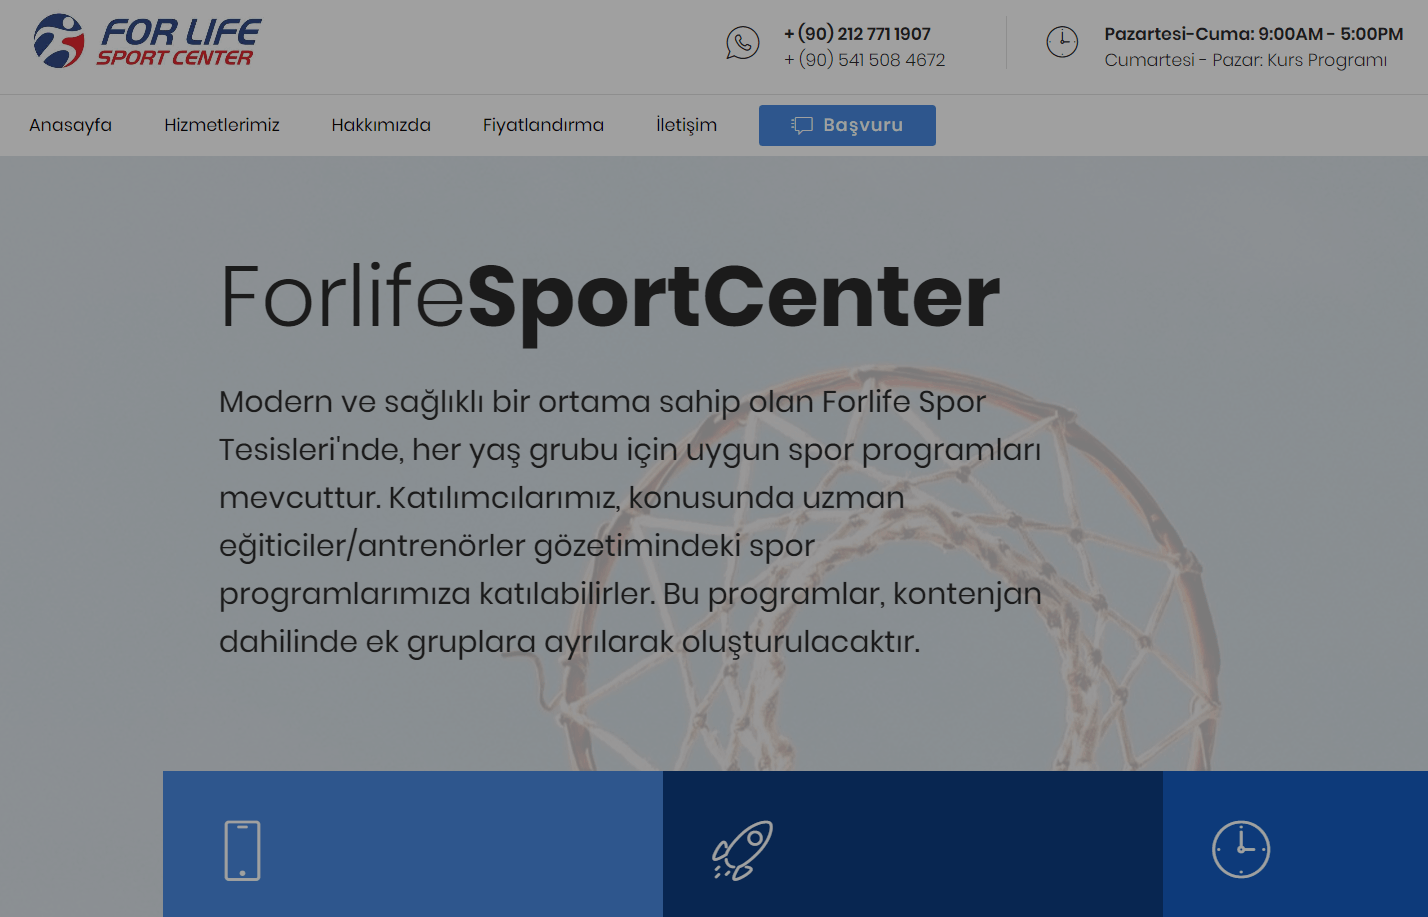 FOR LIFE
SPORT CENTER
+ (90) 212 771 1907
+ (90) 541 508 4672
Pazartesi-Cuma: 9:00AM - 5:00PM
Cumartesi - Pazar: Kurs Programı
Anasayfa
Hizmetlerimiz
Hakkımızda
Fiyatlandırma
İletişim
Başvuru
ForlifeSportCenter
Modern ve sağlıklı bir ortama sahip olan Forlife Spor
Tesisleri'nde, her yaş grubu için uygun spor programları
mevcuttur. Katılımcılarımız, konusunda uzman
eğiticiler/antrenörler gözetimindeki spor
programlarımıza katılabilirler. Bu programlar, kontenjan
dahilinde ek gruplara ayrılarak oluşturulacaktır.